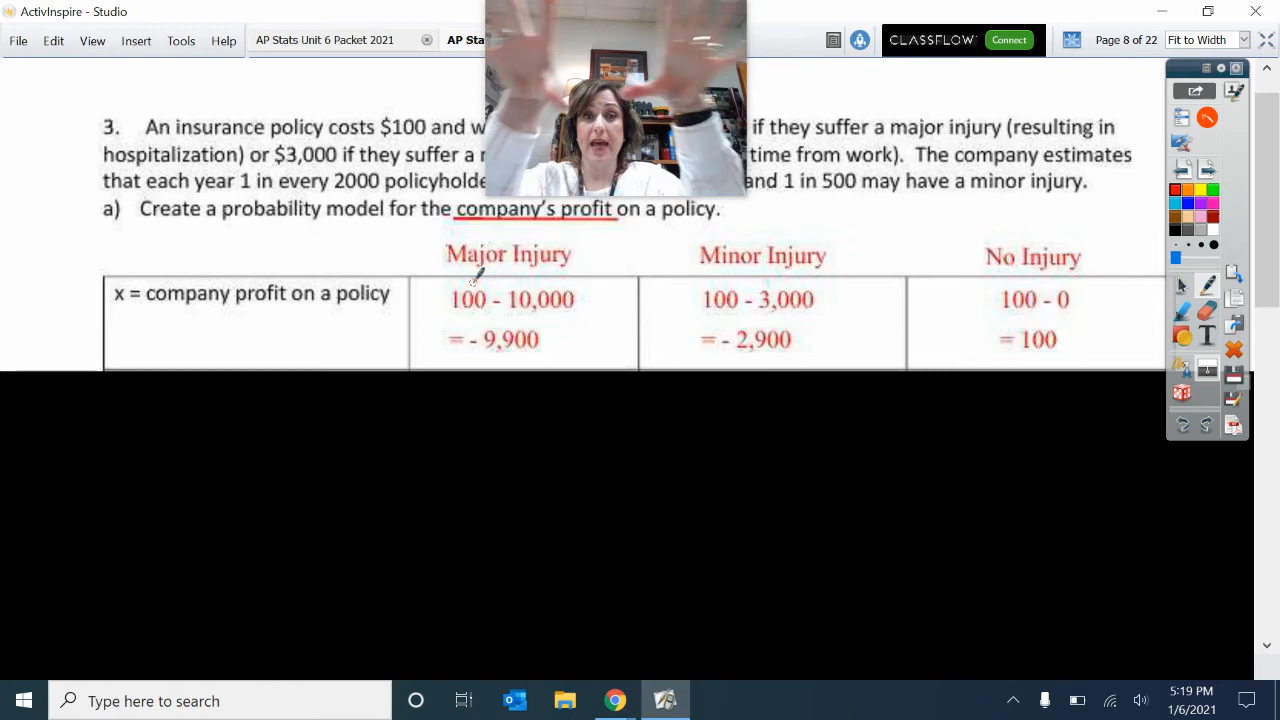 ActivInspire - Studio
File Edit View Insert Tools Help
AP Stats Unit 6 Packet 2021
AP Sta
CLASSFLOW Connect
Page 8 of 22
Fit to Width
3. An insurance policy costs $100 and w if they suffer a major injury (resulting in
hospitalization) or $3,000 if they suffer a time from work). The company estimates
that each year 1 in every 2000 policyholde and 1 in 500 may have a minor injury.
a) Create a probability model for the company's profit on a policy.
Major Injury Minor Injury No Injury
x = company profit on a policy
100 - 10,000 100 - 3,000 100 - 0
= - 9,900 = - 2,900 = 100
Type here to search
5:19 PM
1/6/2021